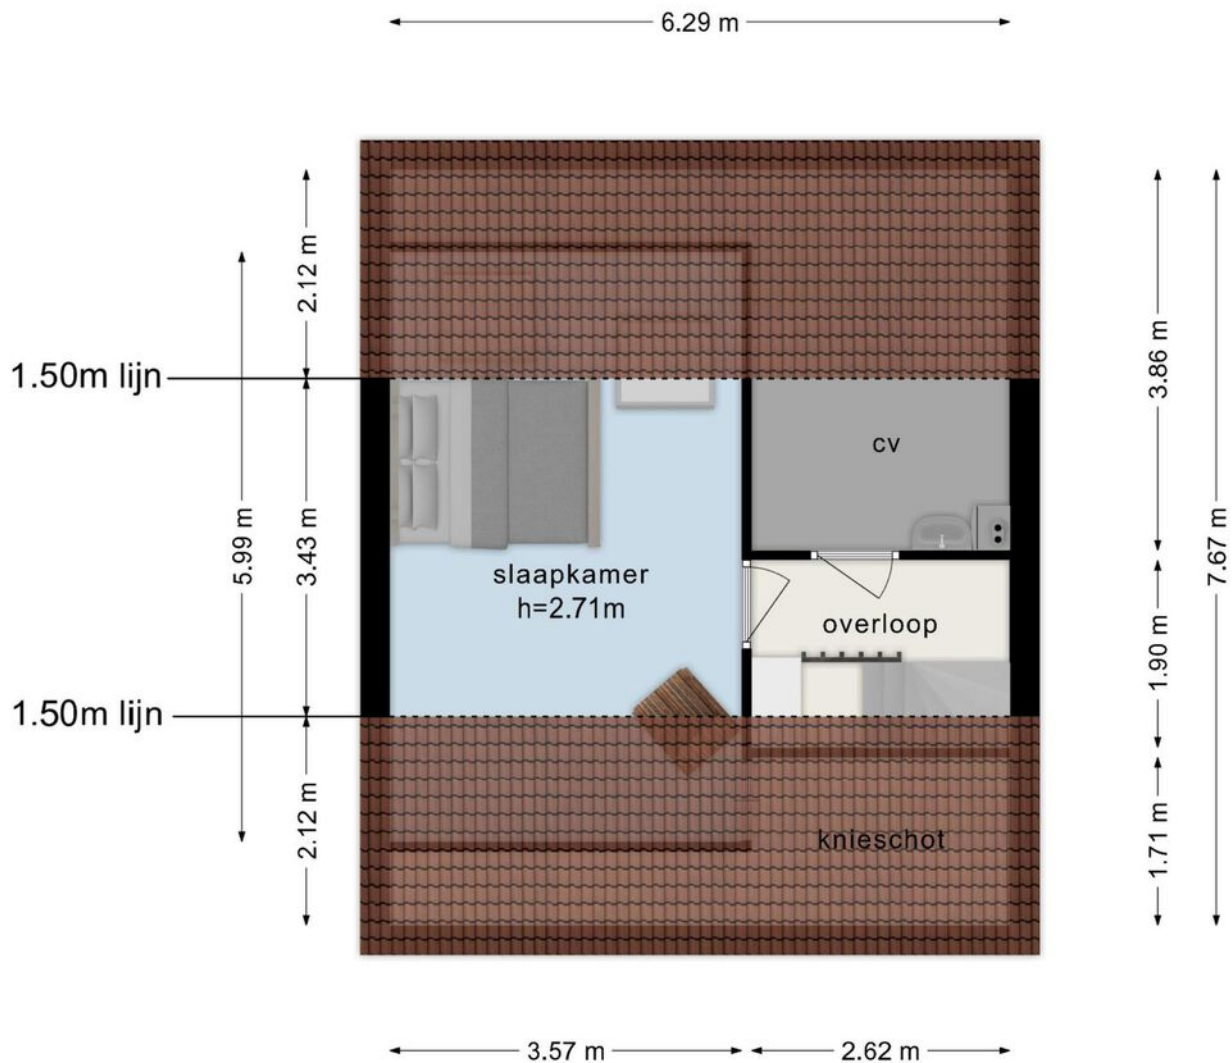 6.29 m
2.12 m
1.50m lijn
3.86 m
cv
5.99 m
3.43 m
7.67 m
slaapkamer
h=2.71m
overloop
1.90 m
1.50m lijn
2.12 m
knieschot
1.71 m
3.57 m
2.62 m